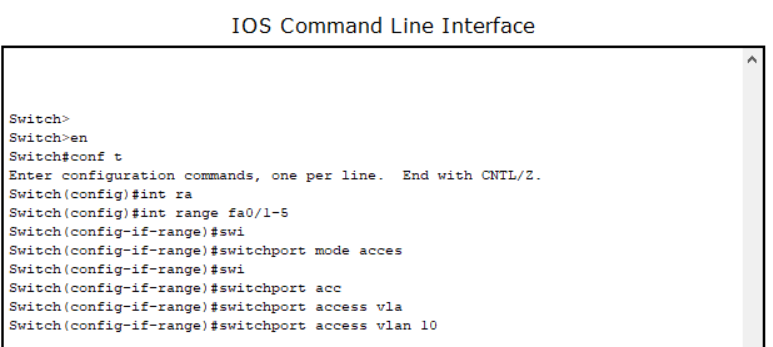 IOS Command Line Interface
Switch>
Switch>en
Switch#conf t
Enter configuration commands, one per line.  End with CNTL/Z.
Switch(config)#int ra
Switch(config)#int range fa0/1-5
Switch(config-if-range)#swi
Switch(config-if-range)#switchport mode acces
Switch(config-if-range)#swi
Switch(config-if-range)#switchport acc
Switch(config-if-range)#switchport access vla
Switch(config-if-range)#switchport access vlan 10